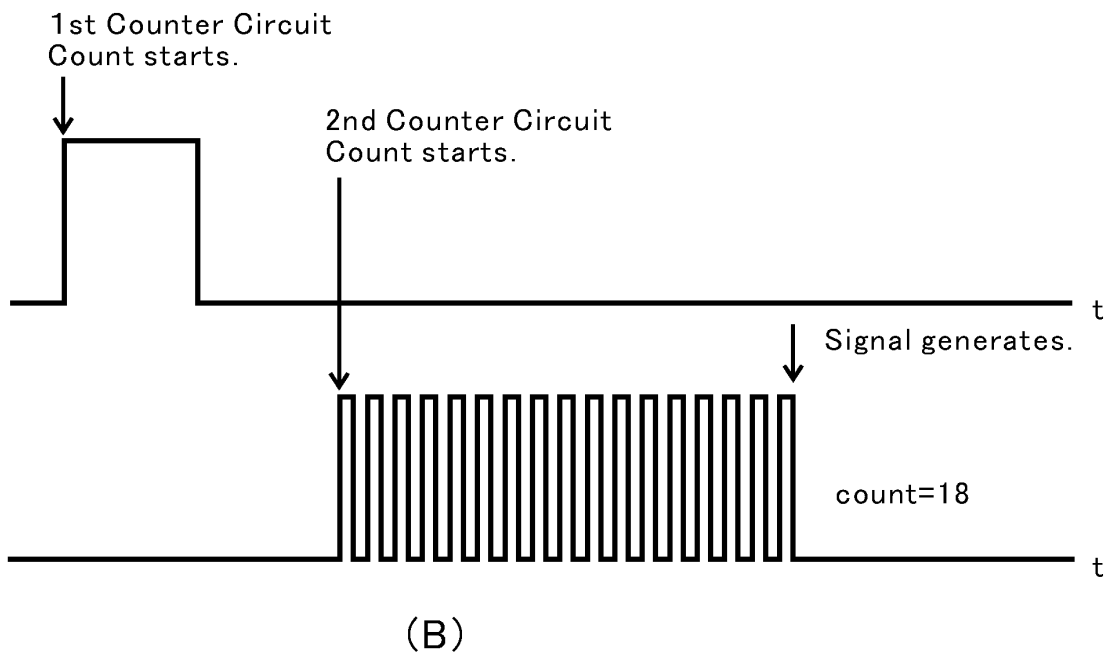 1st Counter Circuit
Count starts.
2nd Counter Circuit
Count starts.
t
Signal generates.
count=18
t
(B)